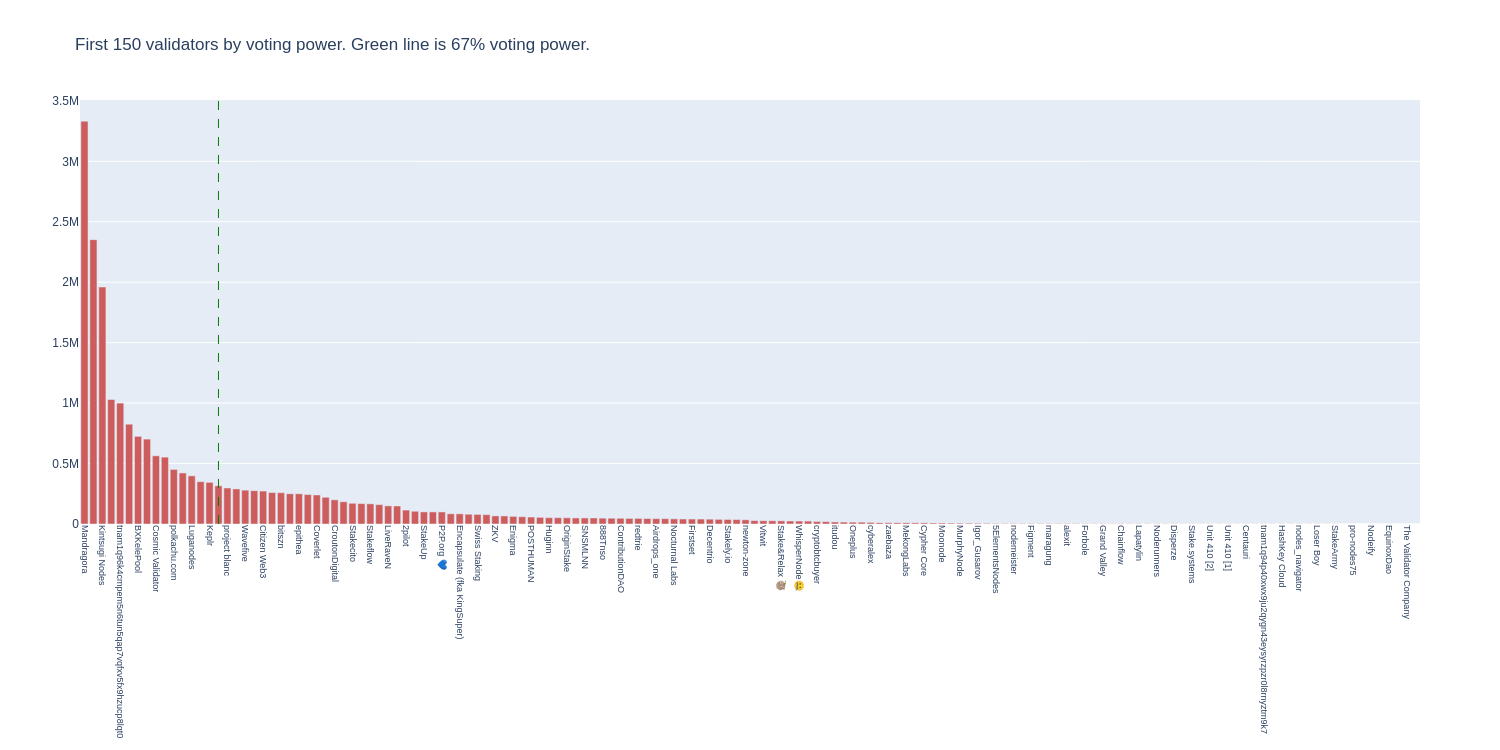 First 150 validators by voting power. Green line is 67% voting power.
3.5M
3M
2.5M
2M
1.5M
1M
0.5M
0
Mandragora
Kintsugi Nodes
BXXelePool
Cosmic Validator
polkachu.com
Luganodes
Keplr
project blanc
Wavefive
Citizen Web3
bitszn
epithea
Coverlet
CroutonDigital
Stakecito
Stakeflow
LiveRaveN
2pilot
StakeUp
P2P.org 💙
Encapsulate (fka KingSuper)
Swiss Staking
ZKV
Enigma
POSTHUMAN
Huginn
OriginStake
SNSMLNN
888Triso
ContributionDAO
redrire
Airdrops_one
Nocturnal Labs
Firstset
Decentrio
Stakely.io
newton-zone
Vitwit
Stake&Relax 🦥
WhisperNode🤐
cryptobtcbuyer
itudou
Oneplus
cyberalex
zaebaza
MekongLabs
Cypher Core
Moonnode
MurphyNode
Igor_Gusarov
5ElementsNodes
nodemeister
Figment
maragung
alexit
Forbole
Grand Valley
Chainflow
Lapatylin
Noderunners
Disperze
Stake.systems
Unit 410 [2]
Unit 410 [1]
Centauri
HashKey Cloud
nodes_navigator
Loser Boy
StakeArmy
pro-nodes75
Nodeify
EquinoxDao
The Validator Company